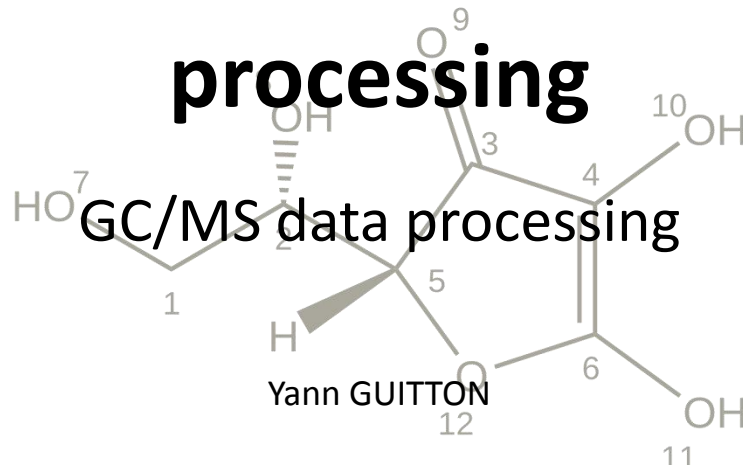 processing
GC/MS data processing
Yann GUITTON
O 9
OH
10 OH
3
4
HO 7
2
5
1
H
O
6
12
OH
11